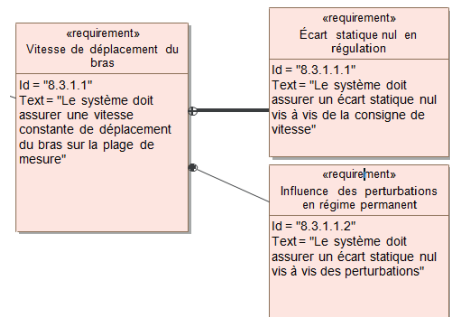 «requirement»
Vitesse de déplacement du
bras
Id = "8.3.1.1"
Text = "Le système doit
assurer une vitesse
constante de déplacement
du bras sur la plage de
mesure"
«requirement»
Écart statique nul en
régulation
Id = "8.3.1.1.1"
Text = "Le système doit
assurer un écart statique nul
vis à vis de la consigne de
vitesse"
«requirement»
Influence des perturbations
en régime permanent
Id = "8.3.1.1.2"
Text = "Le système doit
assurer un écart statique nul
vis à vis des perturbations"